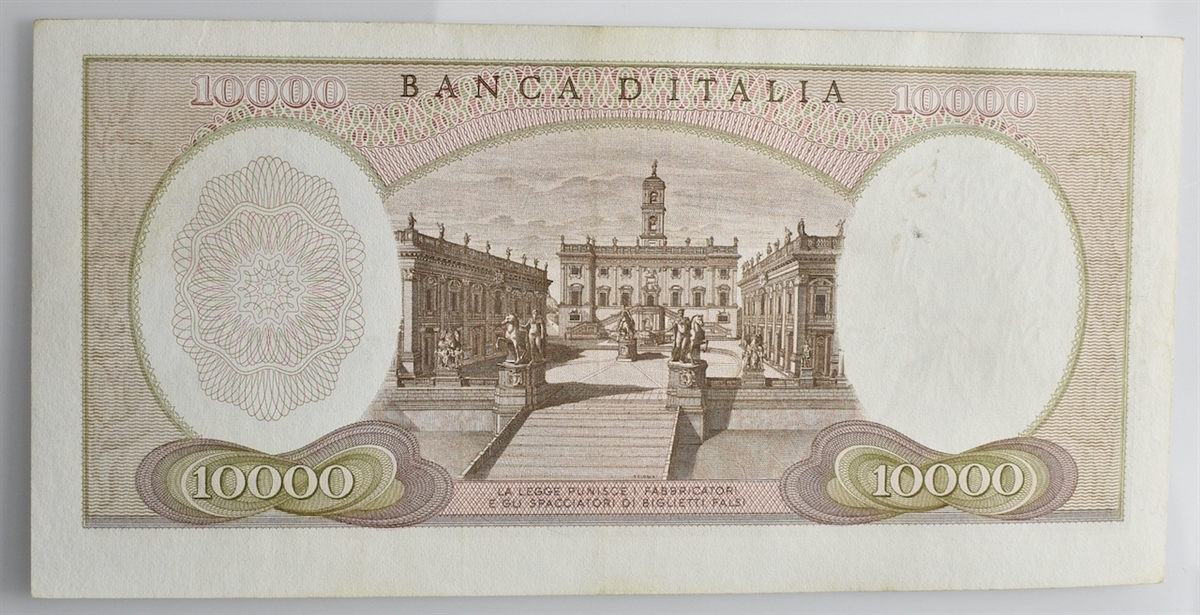 10000 BANCA D'ITALIA 10000
10000
LA LEGGE PUNISCE I FABBRICATORI
E GLI SPACCIATORI DI BIGLIETTI FALSI
10000